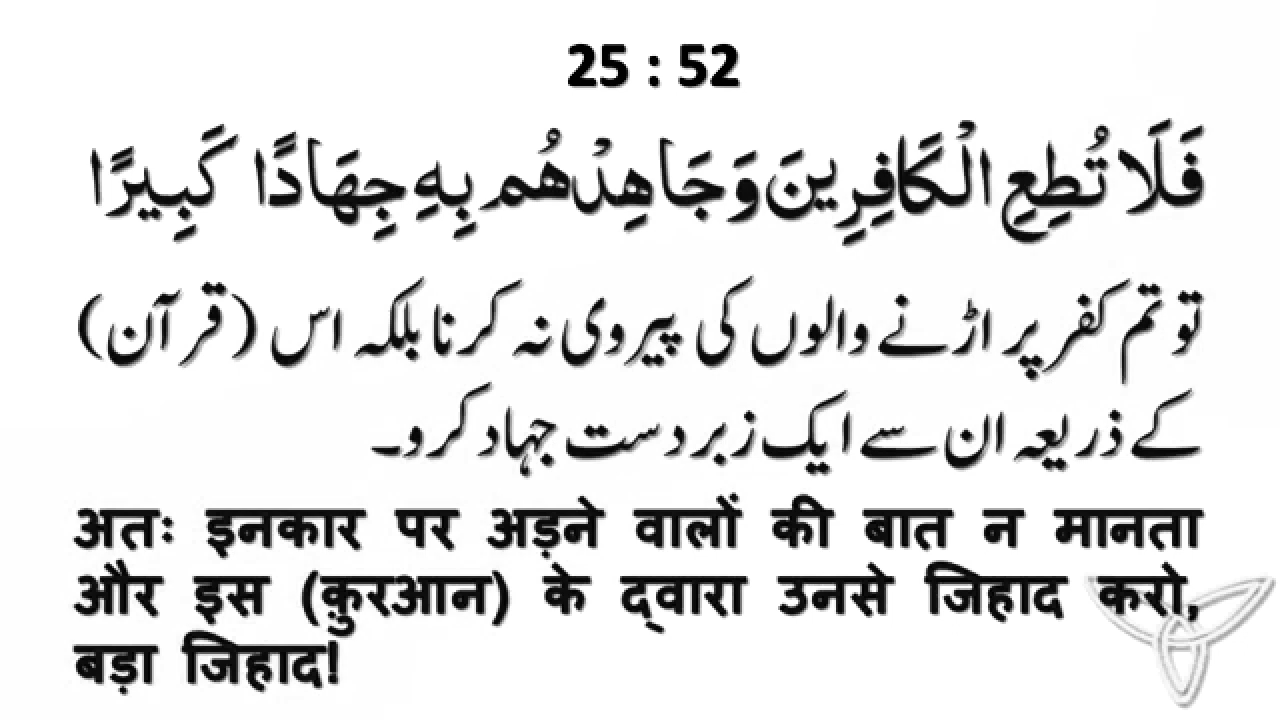 25 : 52
فَلَا تُطِعِ الْكَافِرِينَ وَجَاهِدْهُم بِهِ جِهَادًا كَبِيرًا
تو تم کفر پر اڑنے والوں کی پیروی نہ کرنا بلکہ اس (قرآن)
کے ذریعہ ان سے ایک زبردست جہاد کرو۔
अतः इनकार पर अड़ने वालों की बात न मानता
और इस (क़ुरआन) के द्वारा उनसे जिहाद करो,
बड़ा जिहाद!